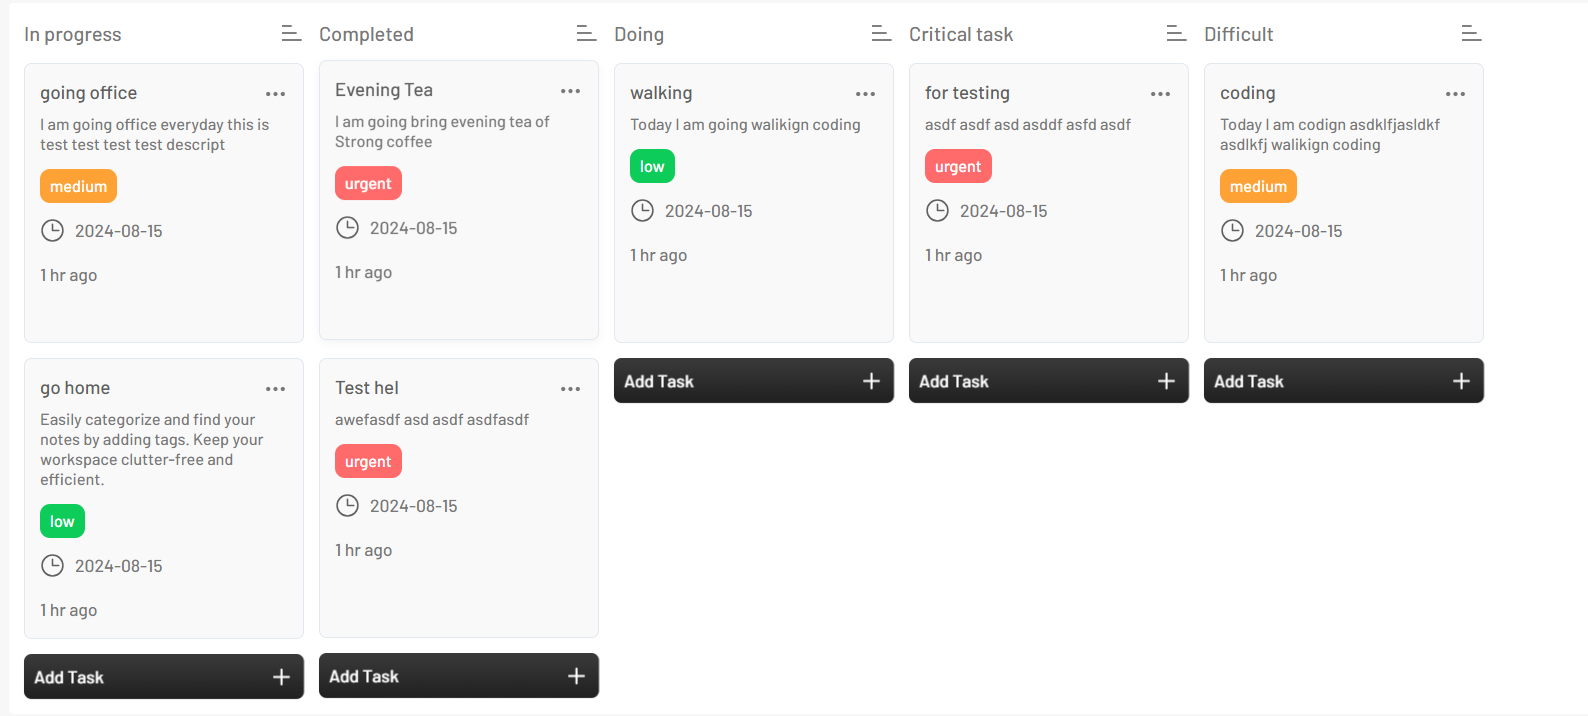 In progress
going office
I am going office everyday this is
test test test test descript
medium
2024-08-15
1 hr ago
go home
Easily categorize and find your
notes by adding tags. Keep your
workspace clutter-free and
efficient.
low
2024-08-15
1 hr ago
Add Task
Completed
Evening Tea
I am going bring evening tea of
Strong coffee
urgent
2024-08-15
1 hr ago
Test hel
awefasdf asd asdf asdfasdf
urgent
2024-08-15
1 hr ago
Add Task
Doing
walking
Today I am going walikign coding
low
2024-08-15
1 hr ago
Add Task
Critical task
for testing
asdf asdf asd asddf asfd asdf
urgent
2024-08-15
1 hr ago
Add Task
Difficult
coding
Today I am codign asdklfjasldkf
asdlkfj walikign coding
medium
2024-08-15
1 hr ago
Add Task